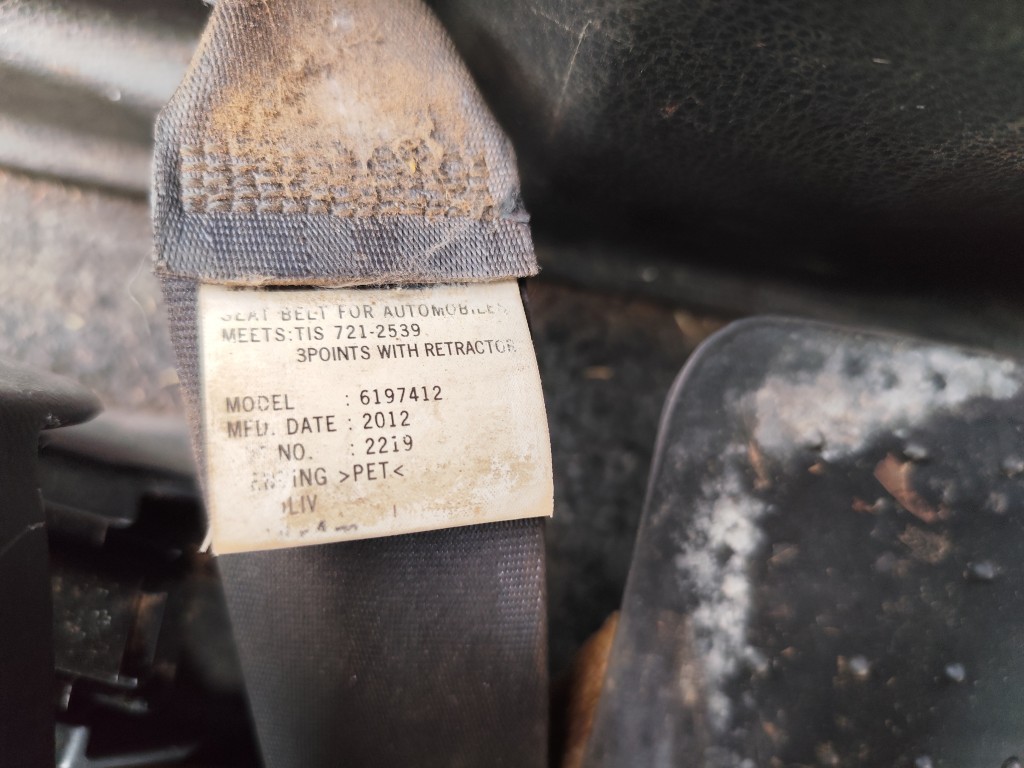 SEAT BELT FOR AUTOMOBILES
MEETS:TIS 721-2539
3POINTS WITH RETRACTOR
MODEL : 6197412
MFD. DATE : 2012
NO. : 2219
>PET<
LIV